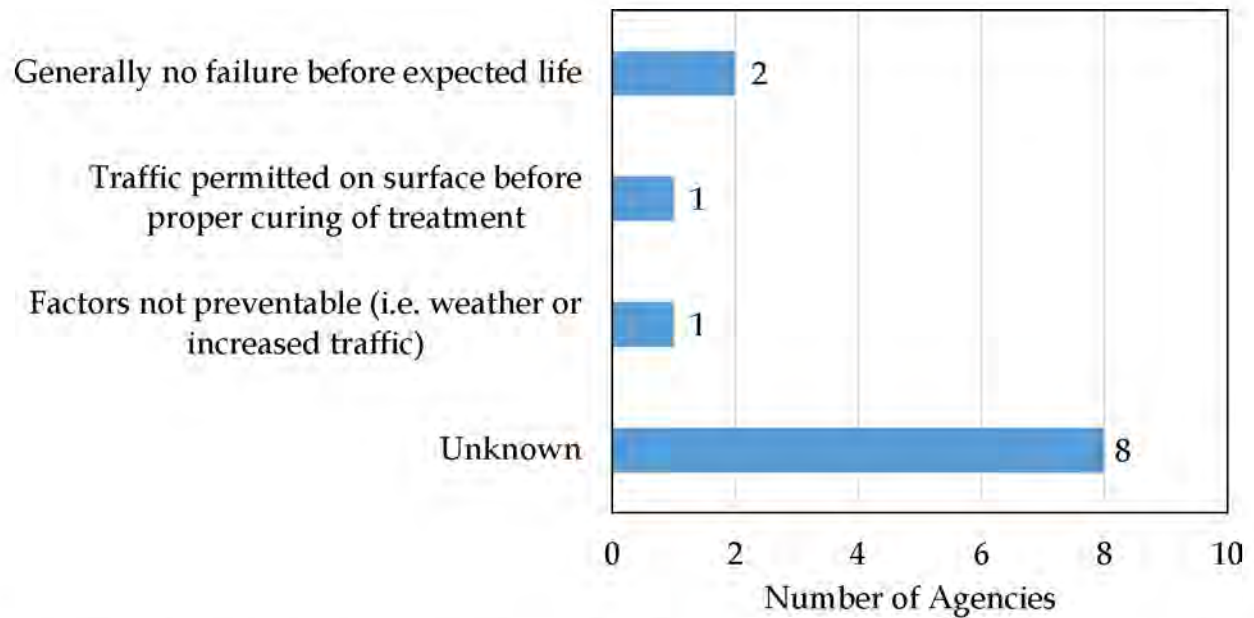 Generally no failure before expected life
2
Traffic permitted on surface before
proper curing of treatment
1
Factors not preventable (i.e. weather or
increased traffic)
1
Unknown
8
0 2 4 6 8 10
Number of Agencies